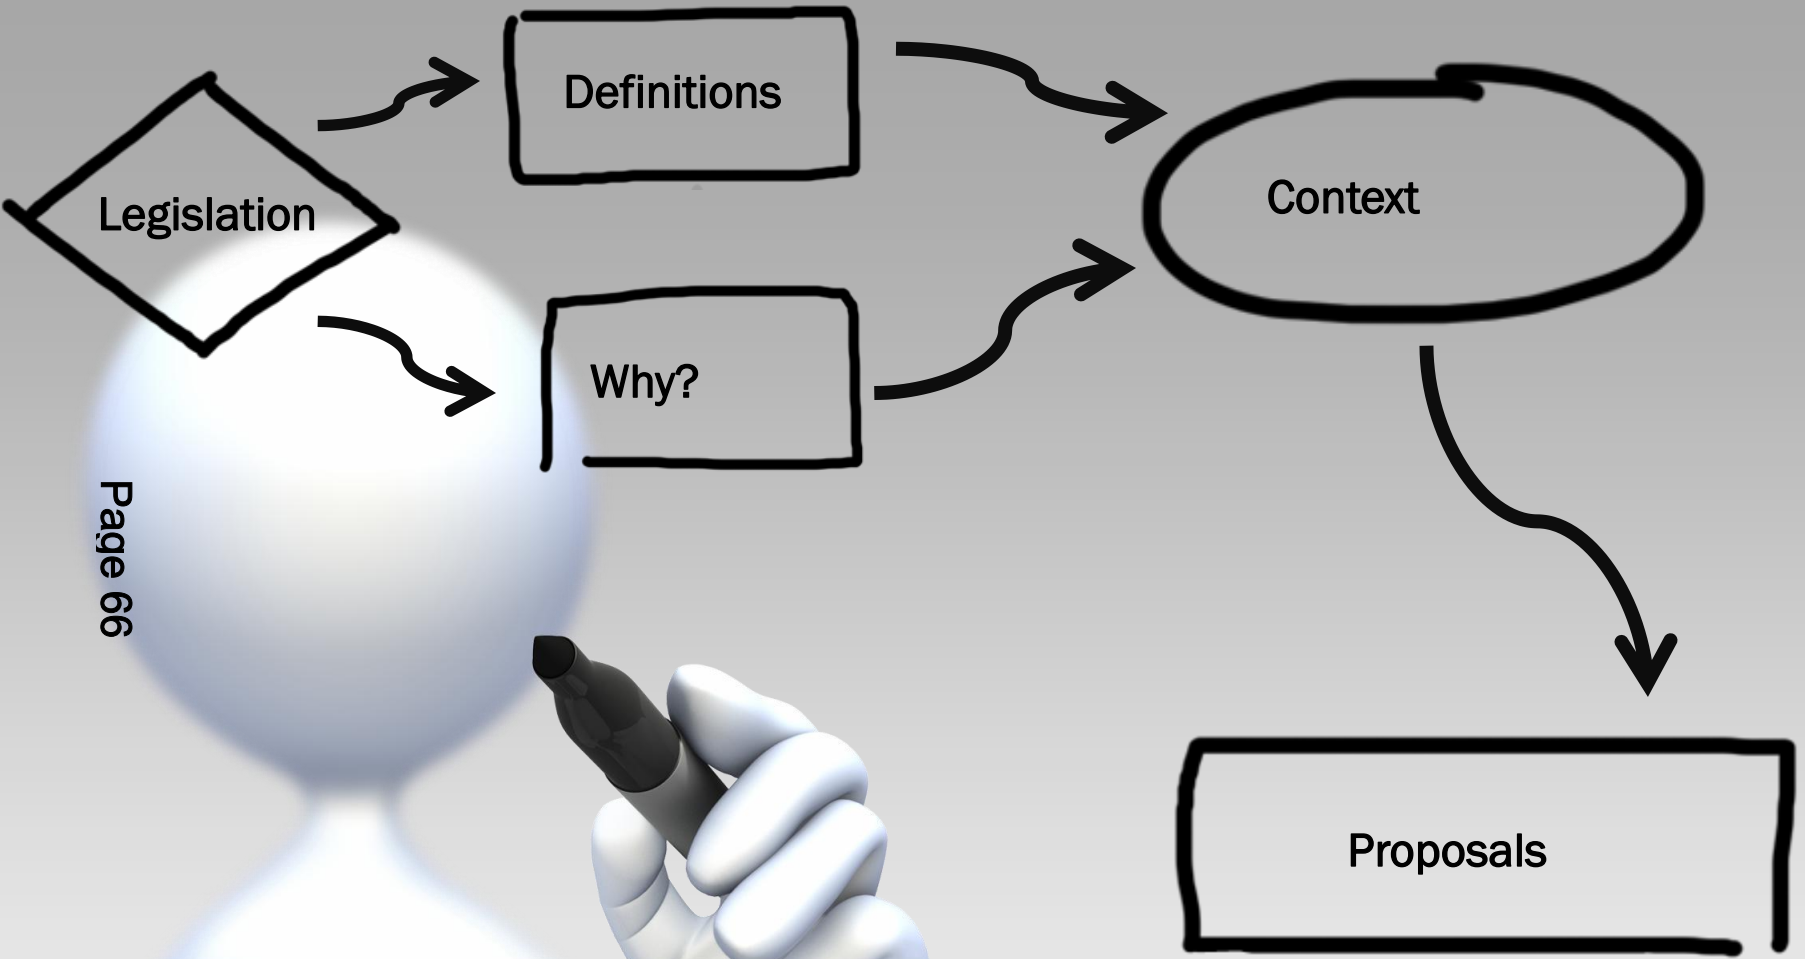 Legislation
Definitions
Why?
Context
Proposals
Page 66